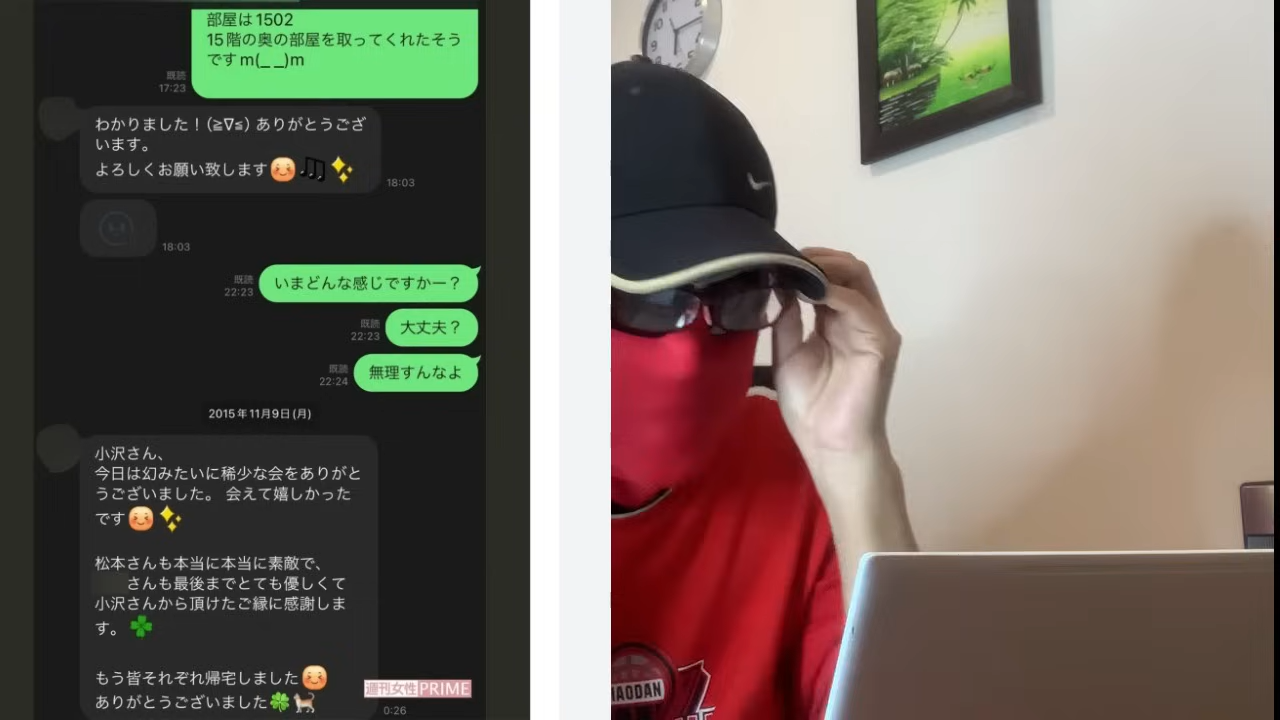 部屋は1502
15階の奥の部屋を取ってくれたそう
ですm(_ _)m
既読
17:23
わかりました！(≧∇≦) ありがとうござ
います。
よろしくお願い致します
18:03
18:03
既読
22:23
いまどんな感じですかー？
既読
22:23
大丈夫？
既読
22:24
無理すんなよ
2015年11月9日(月)
小沢さん、
今日は幻みたいに稀少な会をありがと
うございました。 会えて嬉しかった
です
松本さんも本当に本当に素敵で、
さんも最後までとても優しくて
小沢さんから頂けたご縁に感謝しま
す。
もう皆それぞれ帰宅しました
ありがとうございました
0:26
週刊女性PRIME